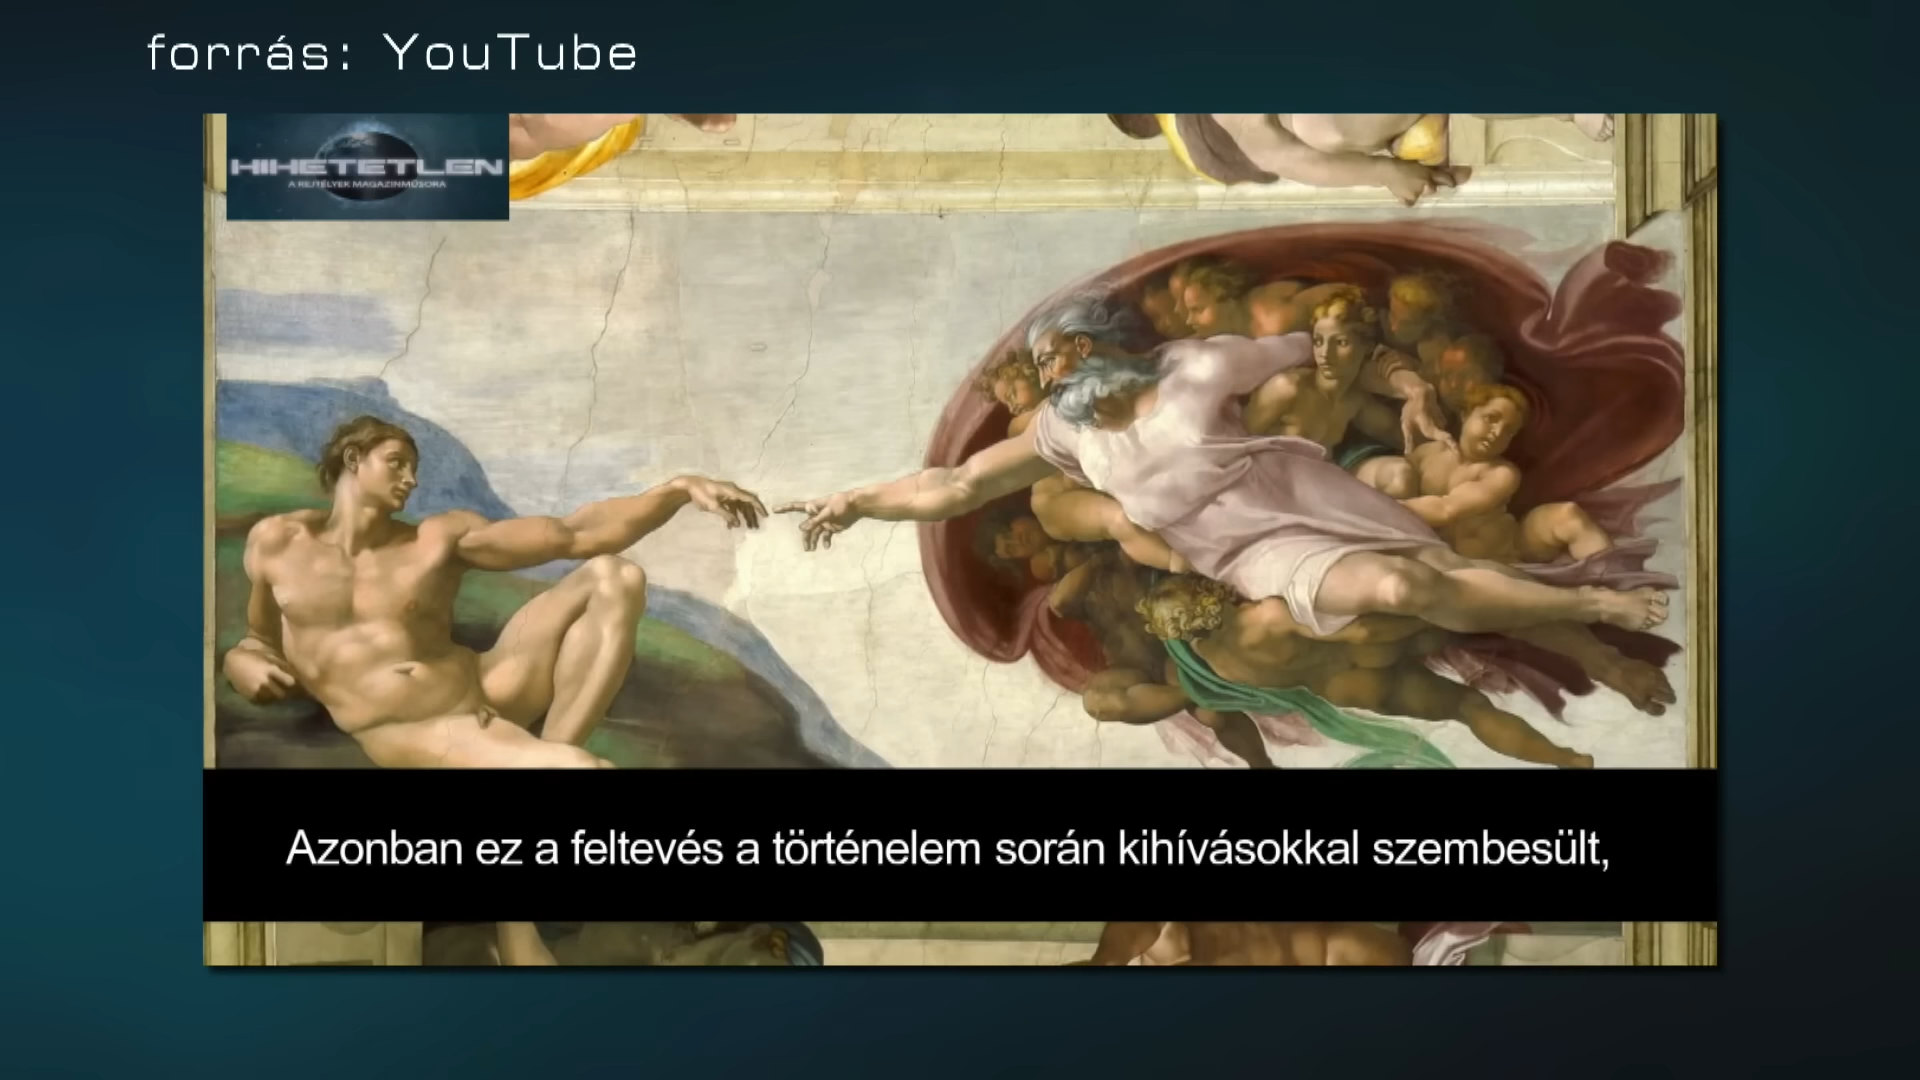 forrás: YouTube
HIHETETLEN
A REJTÉLYEK MAGAZINMŰSORA
Azonban ez a feltevés a történelem során kihívásokkal szembesült,